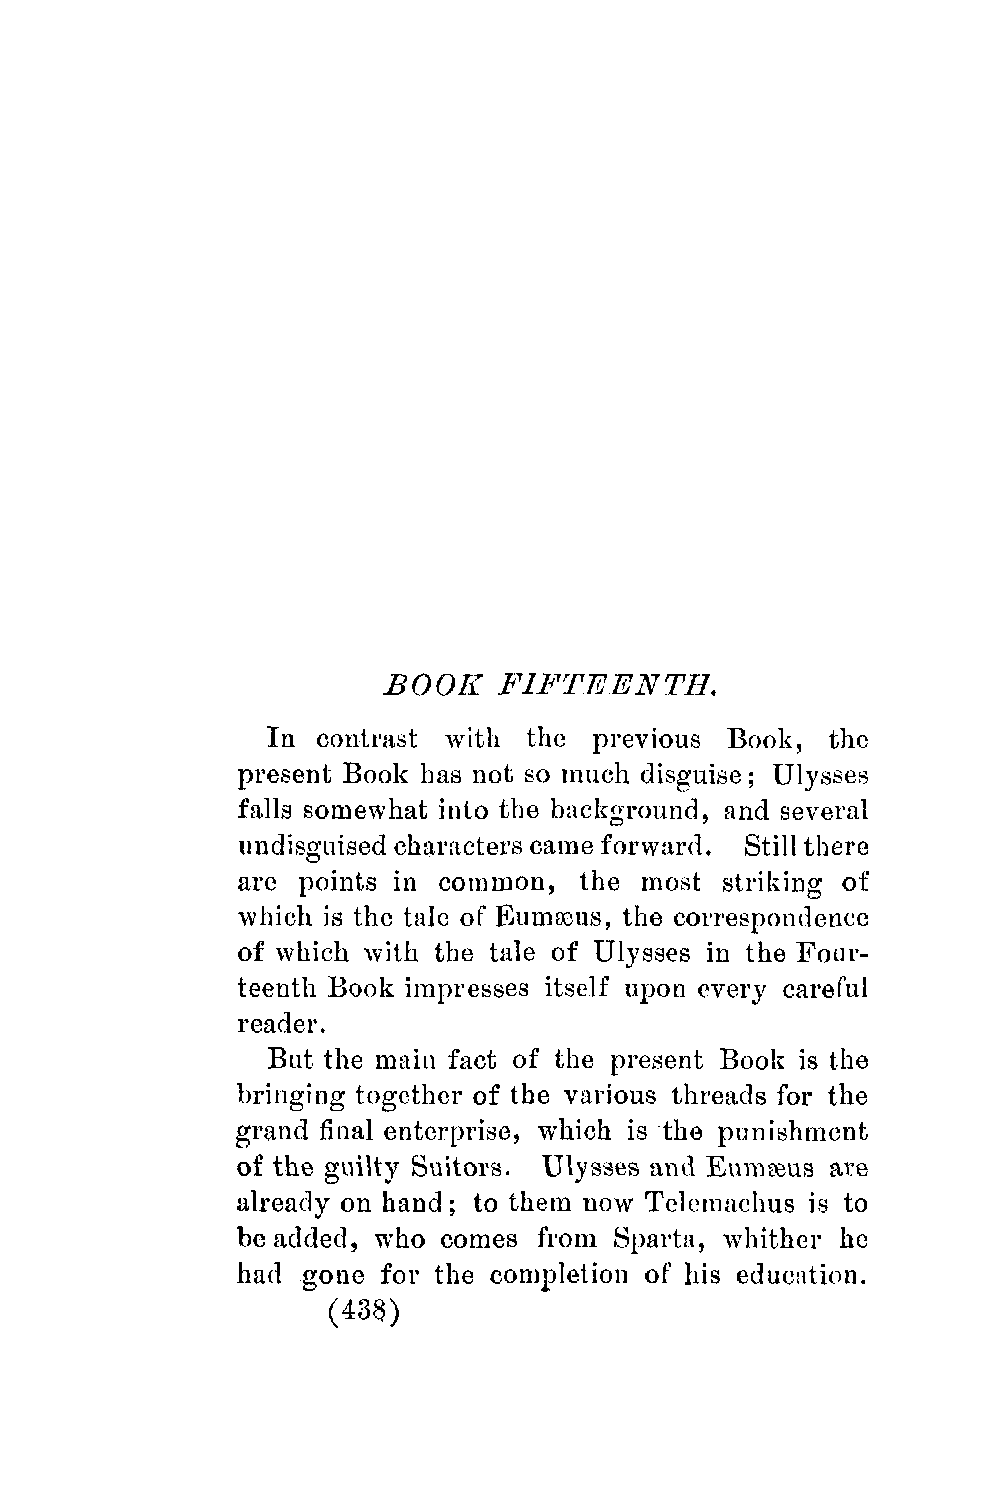 BOOK FIFTEENTH.
In contrast with the previous Book, the
present Book has not so much disguise; Ulysses
falls somewhat into the background, and several
undisguised characters came forward. Still there
are points in common, the most striking of
which is the tale of Eumæus, the correspondence
of which with the tale of Ulysses in the Four-
teenth Book impresses itself upon every careful
reader.
But the main fact of the present Book is the
bringing together of the various threads for the
grand final enterprise, which is the punishment
of the guilty Suitors. Ulysses and Eumæus are
already on hand; to them now Telemachus is to
be added, who comes from Sparta, whither he
had gone for the completion of his education.
(438)